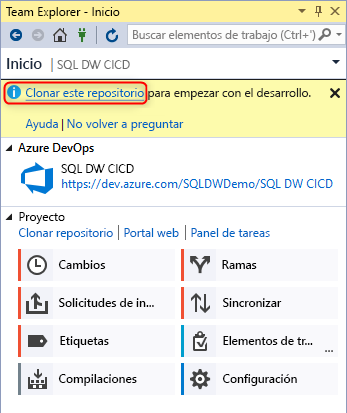 Team Explorer - Inicio
Buscar elementos de trabajo (Ctrl+')
Inicio | SQL DW CICD
Clonar este repositorio para empezar con el desarrollo.
Ayuda | No volver a preguntar
Azure DevOps
SQL DW CICD
https://dev.azure.com/SQLDWDemo/SQL DW CICD
Proyecto
Clonar repositorio | Portal web | Panel de tareas
Cambios
Ramas
Solicitudes de in...
Sincronizar
Etiquetas
Elementos de tr...
...
Compilaciones
Configuración